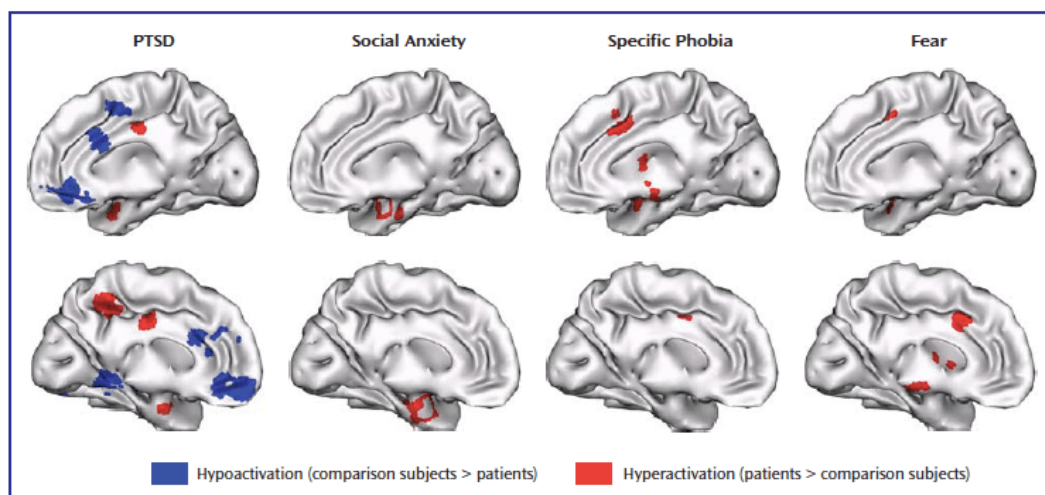 PTSD Social Anxiety Specific Phobia Fear
Hypoactivation (comparison subjects > patients) Hyperactivation (patients > comparison subjects)